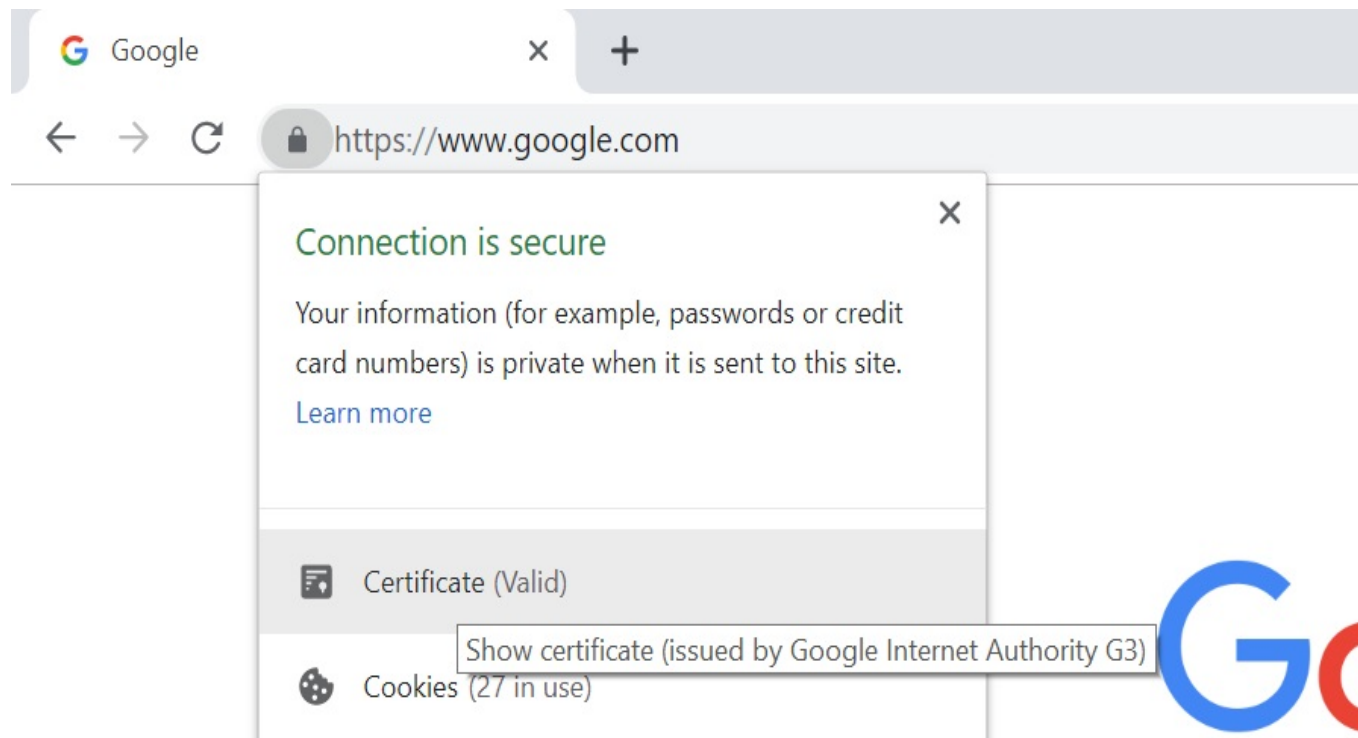 Google
https://www.google.com
Connection is secure
Your information (for example, passwords or credit
card numbers) is private when it is sent to this site.
Learn more
Certificate (Valid)
Show certificate (issued by Google Internet Authority G3)
Cookies (27 in use)
Go